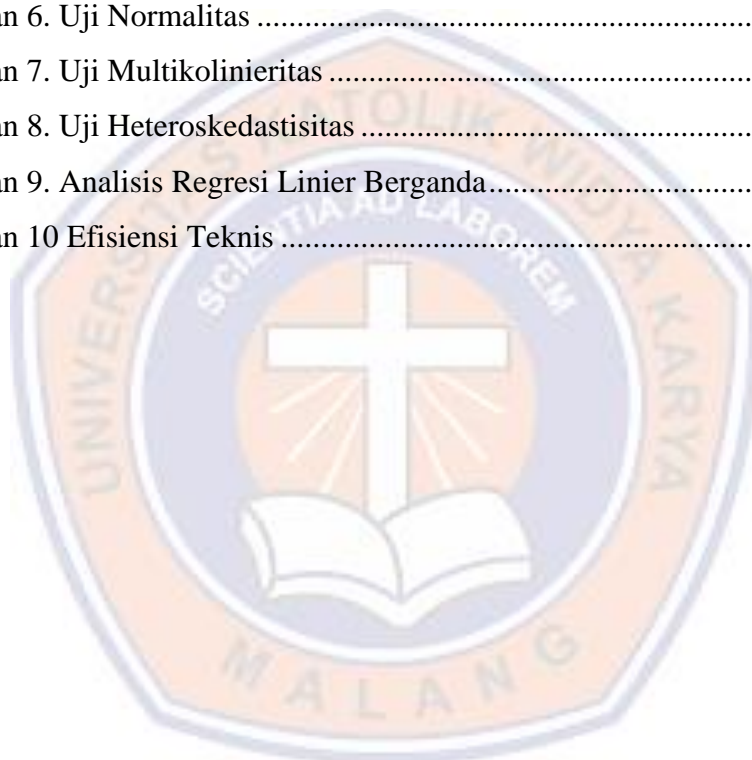 an 6. Uji Normalitas ........................................................................
an 7. Uji Multikolinieritas ..............................................................
an 8. Uji Heteroskedastisitas .........................................................
an 9. Analisis Regresi Linier Berganda........................................
an 10 Efisiensi Teknis ....................................................................
UNIVERSITAS KATOLIK WIDYA KARYA
SCIENTIA AD LABOREM
MALANG